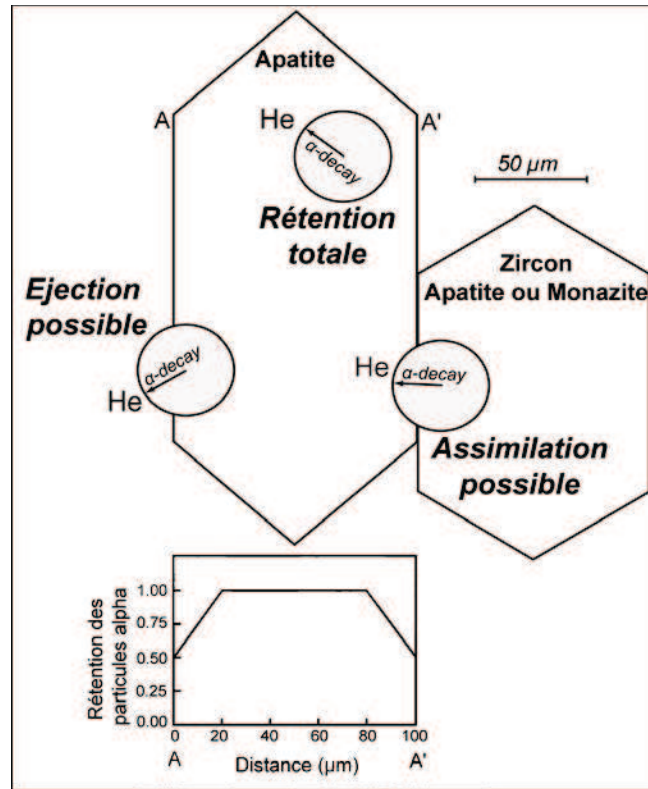 Apatite
A
A'
He
α-decay
50 µm
Rétention
totale
Zircon
Apatite ou Monazite
Ejection
possible
α-decay
He
He
α-decay
Assimilation
possible
Rétention des
particules alpha
1.00
0.75
0.50
0.25
0.00
0 20 40 60 80 100
A Distance (µm) A'